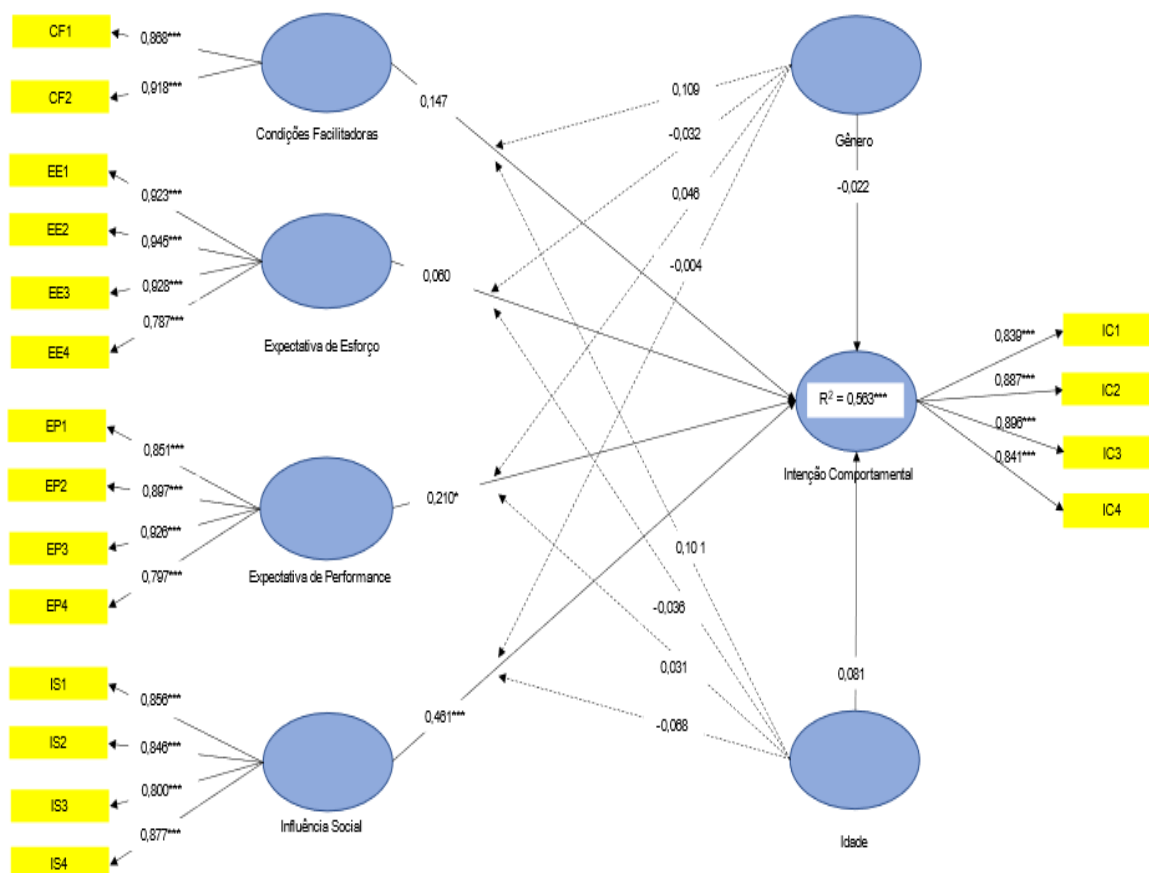 CF1
0,868***
CF2
0,918***
Condições Facilitadoras
0,147
EE1
0,923***
EE2
0,945***
EE3
0,928***
EE4
0,787***
Expectativa de Esforço
0,060
EP1
0,851***
EP2
0,897***
EP3
0,926***
EP4
0,797***
Expectativa de Performance
0,210*
IS1
0,856***
IS2
0,846***
IS3
0,800***
IS4
0,877***
Influência Social
0,461***
Gênero
0,109
-0,032
0,046
-0,004
-0,022
R² = 0,563***
Intenção Comportamental
0,839***
IC1
0,887***
IC2
0,896***
IC3
0,841***
IC4
0,10 1
-0,036
0,031
-0,068
0,081
Idade